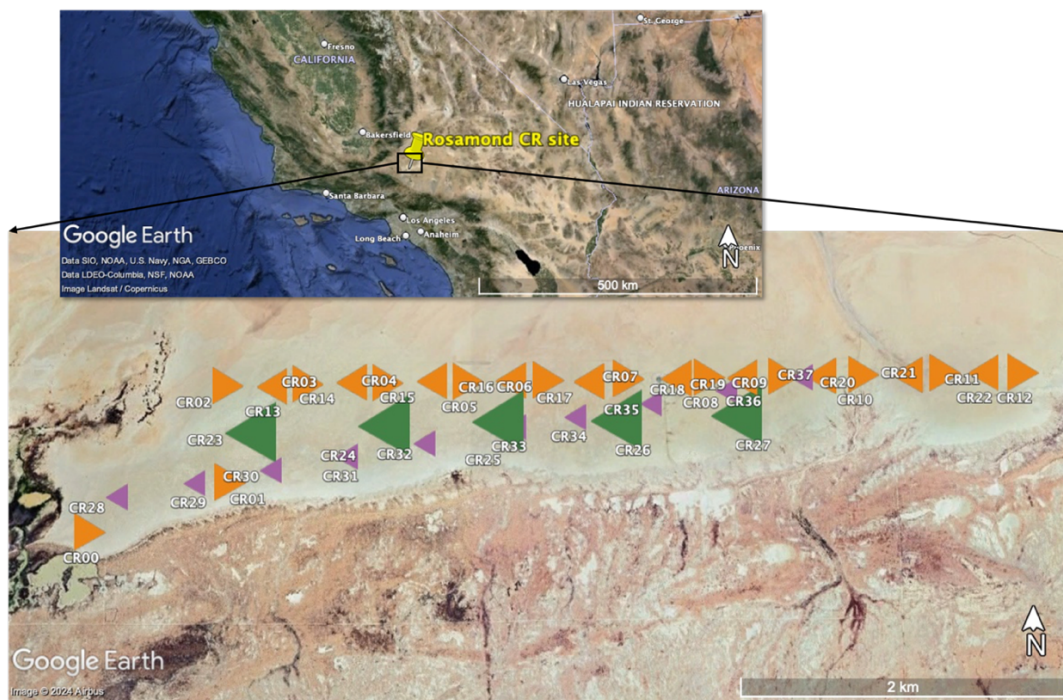 St. George
Fresno
CALIFORNIA
Las Vegas
HUALAPAI INDIAN RESERVATION
Bakersfield
Rosamond CR site
Santa Barbara
ARIZONA
Los Angeles
Long Beach
Anaheim
Google Earth
Phoenix
N
Data SIO, NOAA, U.S. Navy, NGA, GEBCO
Data LDEO-Columbia, NSF, NOAA
Image Landsat / Copernicus
500 km
CR02
CR03
CR13
CR14
CR04
CR15
CR05
CR16
CR06
CR17
CR07
CR35
CR18
CR08
CR19
CR09
CR36
CR37
CR20
CR10
CR21
CR11
CR22
CR12
CR23
CR24
CR32
CR33
CR25
CR34
CR26
CR27
CR28
CR29
CR30
CR01
CR31
CR00
N
Google Earth
Image © 2024 Airbus
2 km